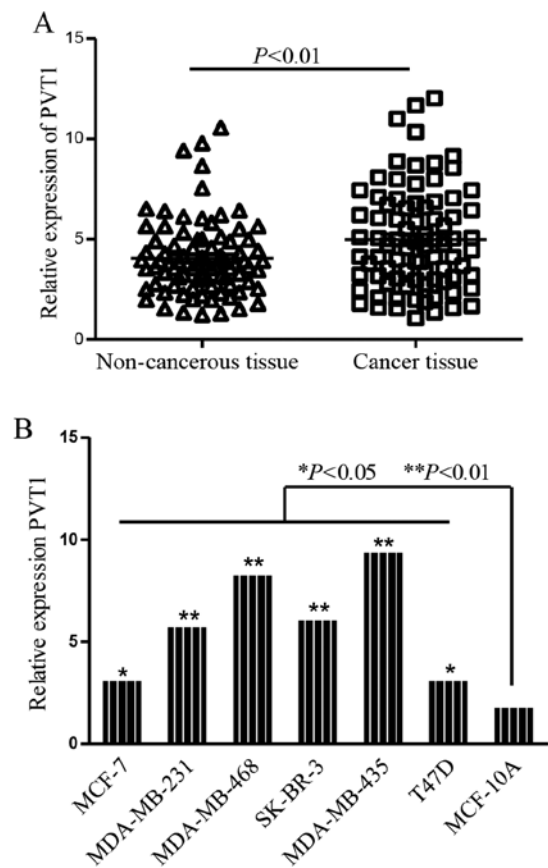 A
Relative expression of PVT1
15
10
5
0
P<0.01
Non-cancerous tissue
Cancer tissue
B
Relative expression PVT1
15
10
5
0
*P<0.05 **P<0.01
* ** ** ** ** *
MCF-7
MDA-MB-231
MDA-MB-468
SK-BR-3
MDA-MB-435
T47D
MCF-10A